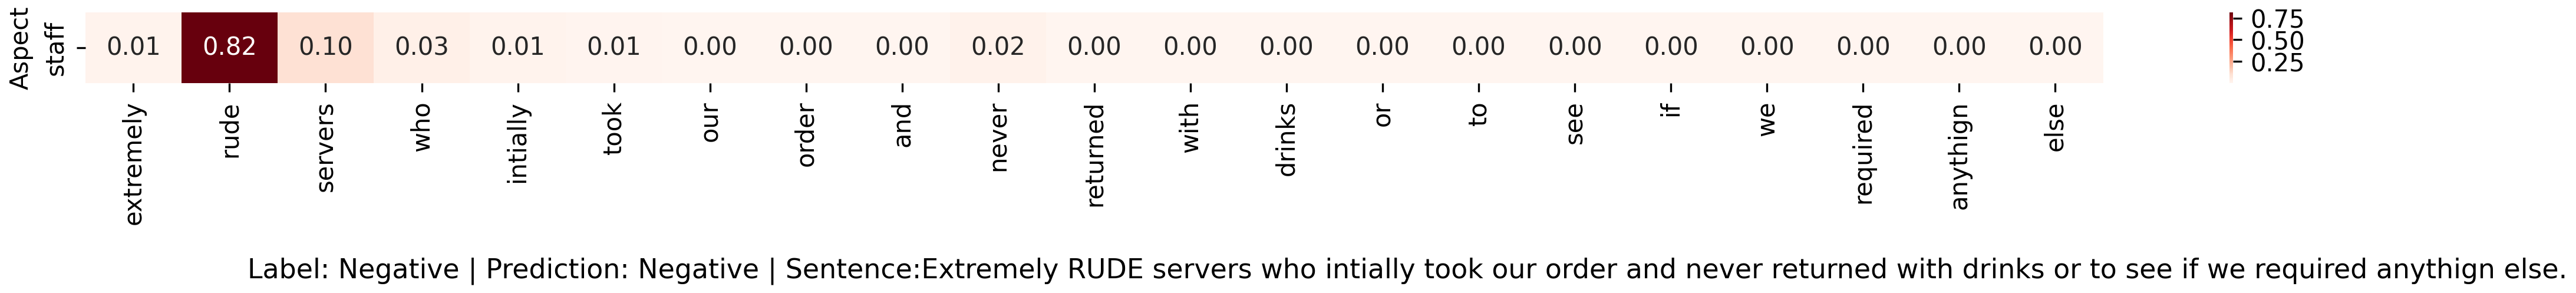 Aspect
staff
0.01 0.82 0.10 0.03 0.01 0.01 0.00 0.00 0.00 0.02 0.00 0.00 0.00 0.00 0.00 0.00 0.00 0.00 0.00 0.00 0.00
0.75
0.50
0.25
extremely
rude
servers
who
intially
took
our
order
and
never
returned
with
drinks
or
to
see
if
we
required
anythign
else
Label: Negative | Prediction: Negative | Sentence:Extremely RUDE servers who intially took our order and never returned with drinks or to see if we required anythign else.